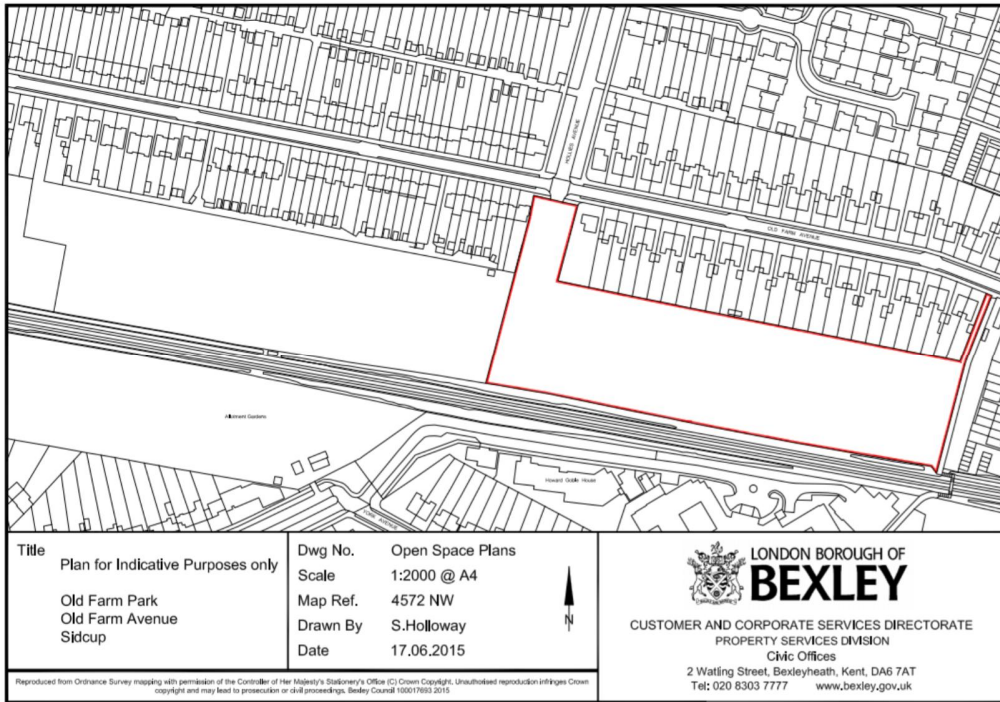 HOLLIES AVENUE
OLD FARM AVENUE
Allotment Gardens
Howard Goble House
YORK AVENUE
Title
Plan for Indicative Purposes only
Old Farm Park
Old Farm Avenue
Sidcup
Dwg No. Open Space Plans
Scale 1:2000 @ A4
Map Ref. 4572 NW
Drawn By S.Holloway
Date 17.06.2015
N
LONDON BOROUGH OF
BEXLEY
CUSTOMER AND CORPORATE SERVICES DIRECTORATE
PROPERTY SERVICES DIVISION
Civic Offices
2 Watling Street, Bexleyheath, Kent, DA6 7AT
Tel: 020 8303 7777 www.bexley.gov.uk
Reproduced from Ordnance Survey mapping with permission of the Controller of Her Majesty's Stationery's Office (C) Crown Copyright. Unauthorised reproduction infringes Crown
copyright and may lead to prosecution or civil proceedings. Bexley Council 100017693 2015